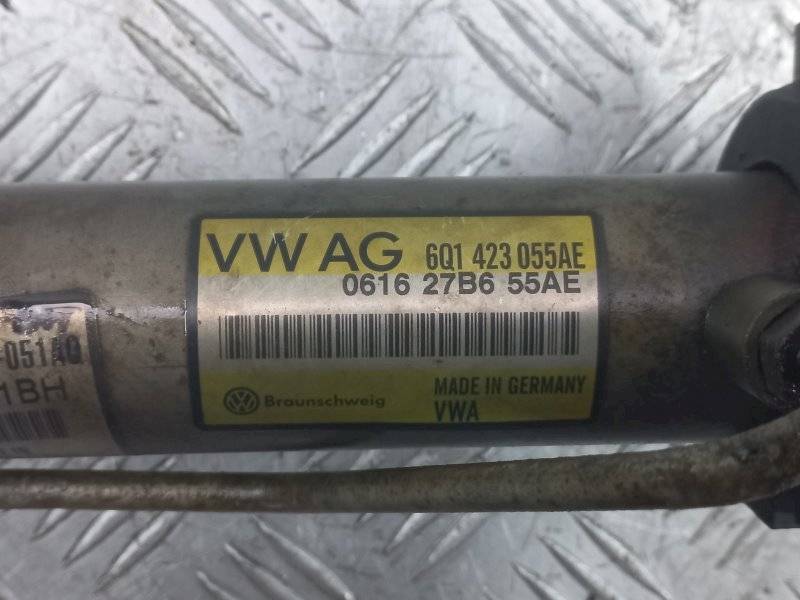 VW AG 6Q1 423 055AE
0616 27B6 55AE
Braunschweig
MADE IN GERMANY
VWA
-051AQ
1BH